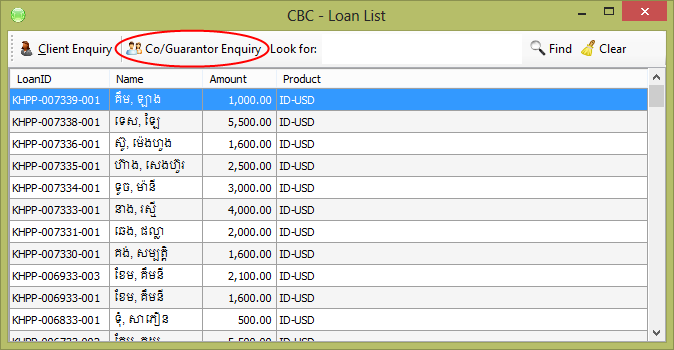 CBC - Loan List
Client Enquiry Co/Guarantor Enquiry Look for: Find Clear
LoanID Name Amount Product
KHPP-007339-001 គឹម, ឡាង 1,000.00 ID-USD
KHPP-007338-001 ទេស, ឡៃ 5,500.00 ID-USD
KHPP-007336-001 ស៊ូ, ម៉េងហួង 1,600.00 ID-USD
KHPP-007335-001 ហ៊ាង, សេងហ៊ូរ 2,500.00 ID-USD
KHPP-007334-001 ទូច, ម៉ានី 3,000.00 ID-USD
KHPP-007333-001 នាង, រស្មី 4,000.00 ID-USD
KHPP-007331-001 ឆេង, ផល្លា 2,000.00 ID-USD
KHPP-007330-001 គង់, សម្បត្តិ 1,600.00 ID-USD
KHPP-006933-003 ខែម, គឹមនី 2,100.00 ID-USD
KHPP-006933-001 ខែម, គឹមនី 1,600.00 ID-USD
KHPP-006833-001 ទុំ, សាភឿន 500.00 ID-USD